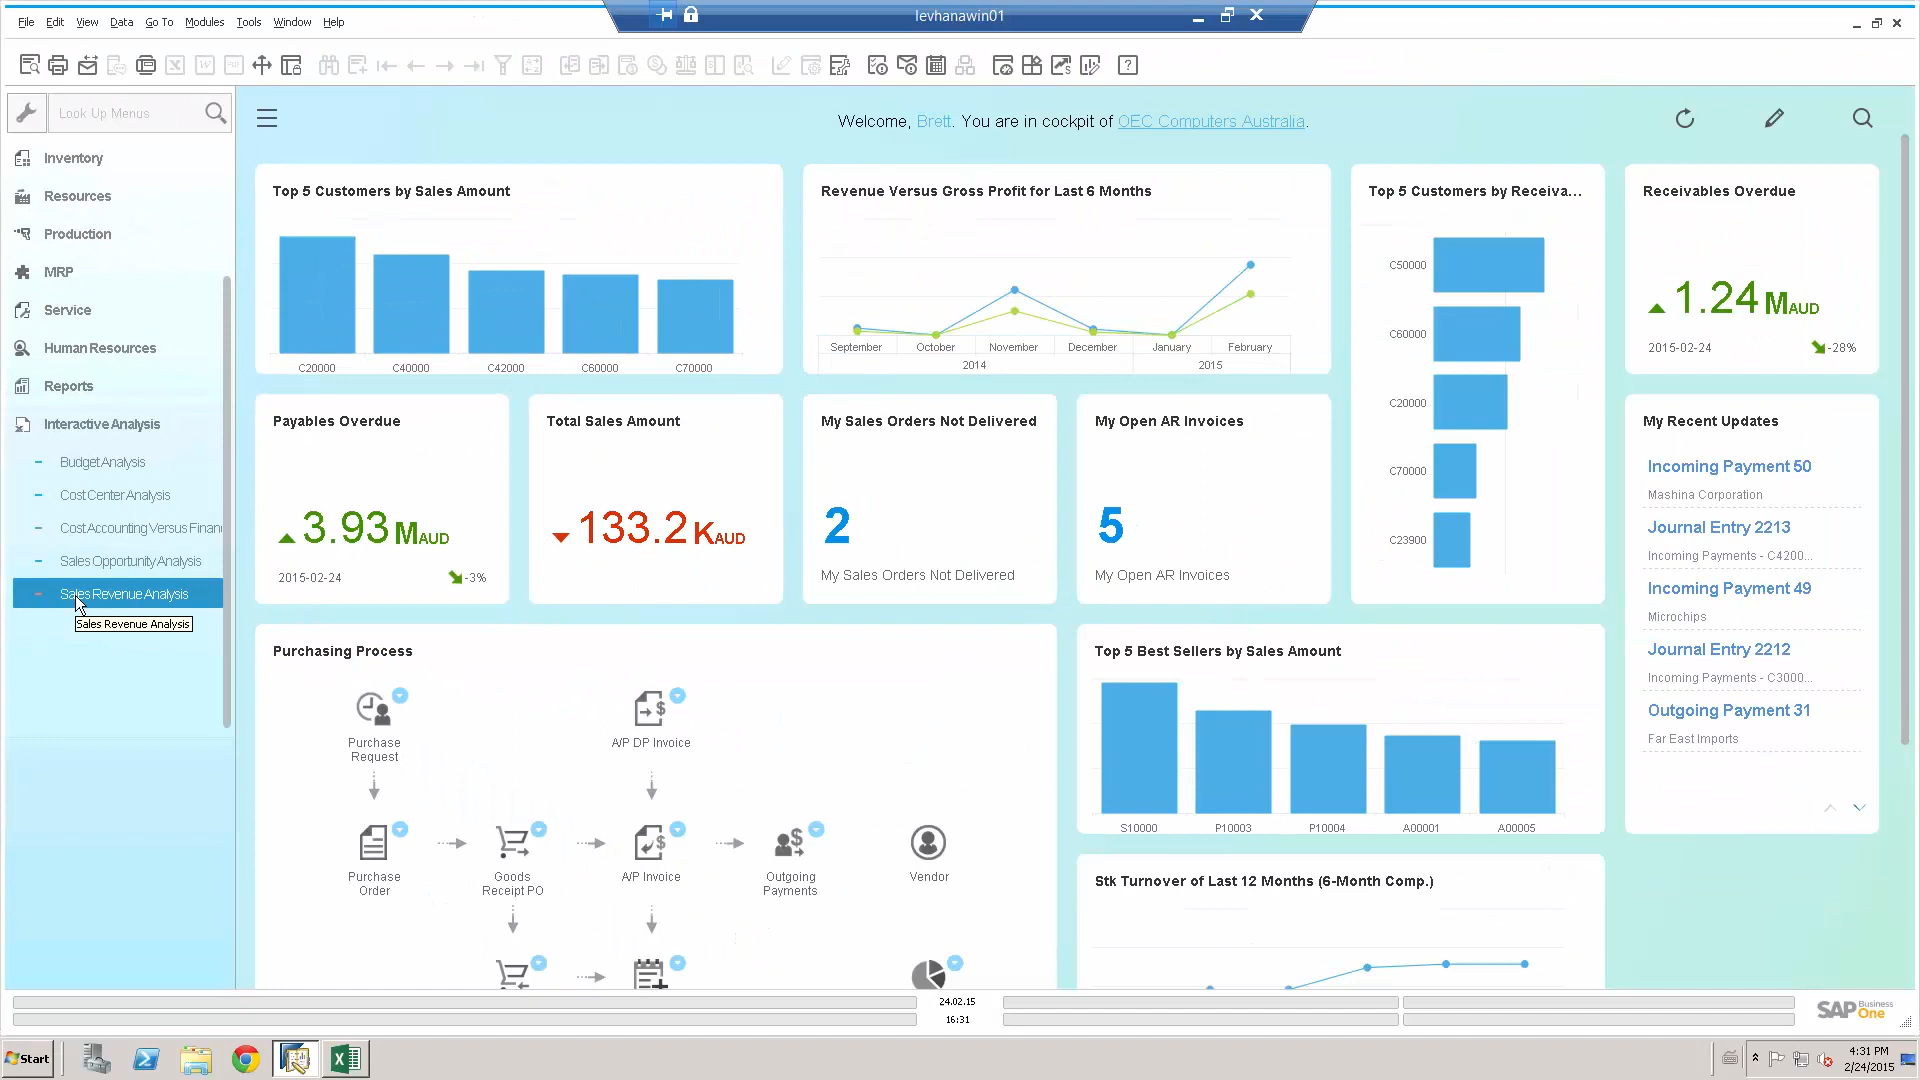 levhanawin01
File Edit View Data Go To Modules Tools Window Help
Look Up Menus
Inventory
Resources
Production
MRP
Service
Human Resources
Reports
Interactive Analysis
Budget Analysis
Cost Center Analysis
Cost Accounting Versus Finan
Sales Opportunity Analysis
Sales Revenue Analysis
Sales Revenue Analysis
Welcome, Brett. You are in cockpit of OEC Computers Australia.
Top 5 Customers by Sales Amount
C20000 C40000 C42000 C60000 C70000
Revenue Versus Gross Profit for Last 6 Months
September October November December January February
2014 2015
Top 5 Customers by Receiva...
C50000
C60000
C20000
C70000
C23900
Receivables Overdue
1.24 MAUD
2015-02-24 -28%
Payables Overdue
3.93 MAUD
2015-02-24 -3%
Total Sales Amount
133.2 KAUD
My Sales Orders Not Delivered
2
My Sales Orders Not Delivered
My Open AR Invoices
5
My Open AR Invoices
My Recent Updates
Incoming Payment 50
Mashina Corporation
Journal Entry 2213
Incoming Payments - C4200...
Incoming Payment 49
Microchips
Journal Entry 2212
Incoming Payments - C3000...
Outgoing Payment 31
Far East Imports
Purchasing Process
Purchase
Request
A/P DP Invoice
Purchase
Order
Goods
Receipt PO
A/P Invoice
Outgoing
Payments
Vendor
Top 5 Best Sellers by Sales Amount
S10000 P10003 P10004 A00001 A00005
Stk Turnover of Last 12 Months (6-Month Comp.)
24.02.15
16:31
SAP Business One
Start
4:31 PM
2/24/2015